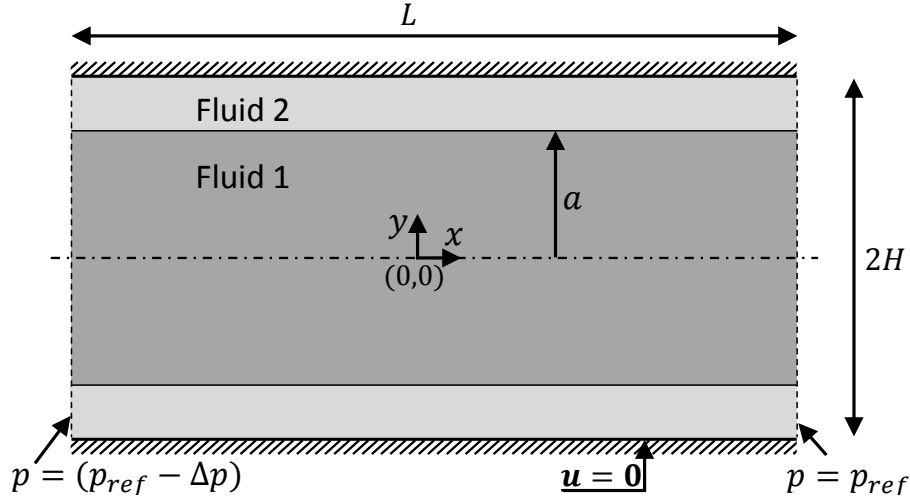 L
Fluid 2
Fluid 1
a
y
x
(0,0)
2H
p = (p_ref − Δp)
u = 0
p = p_ref